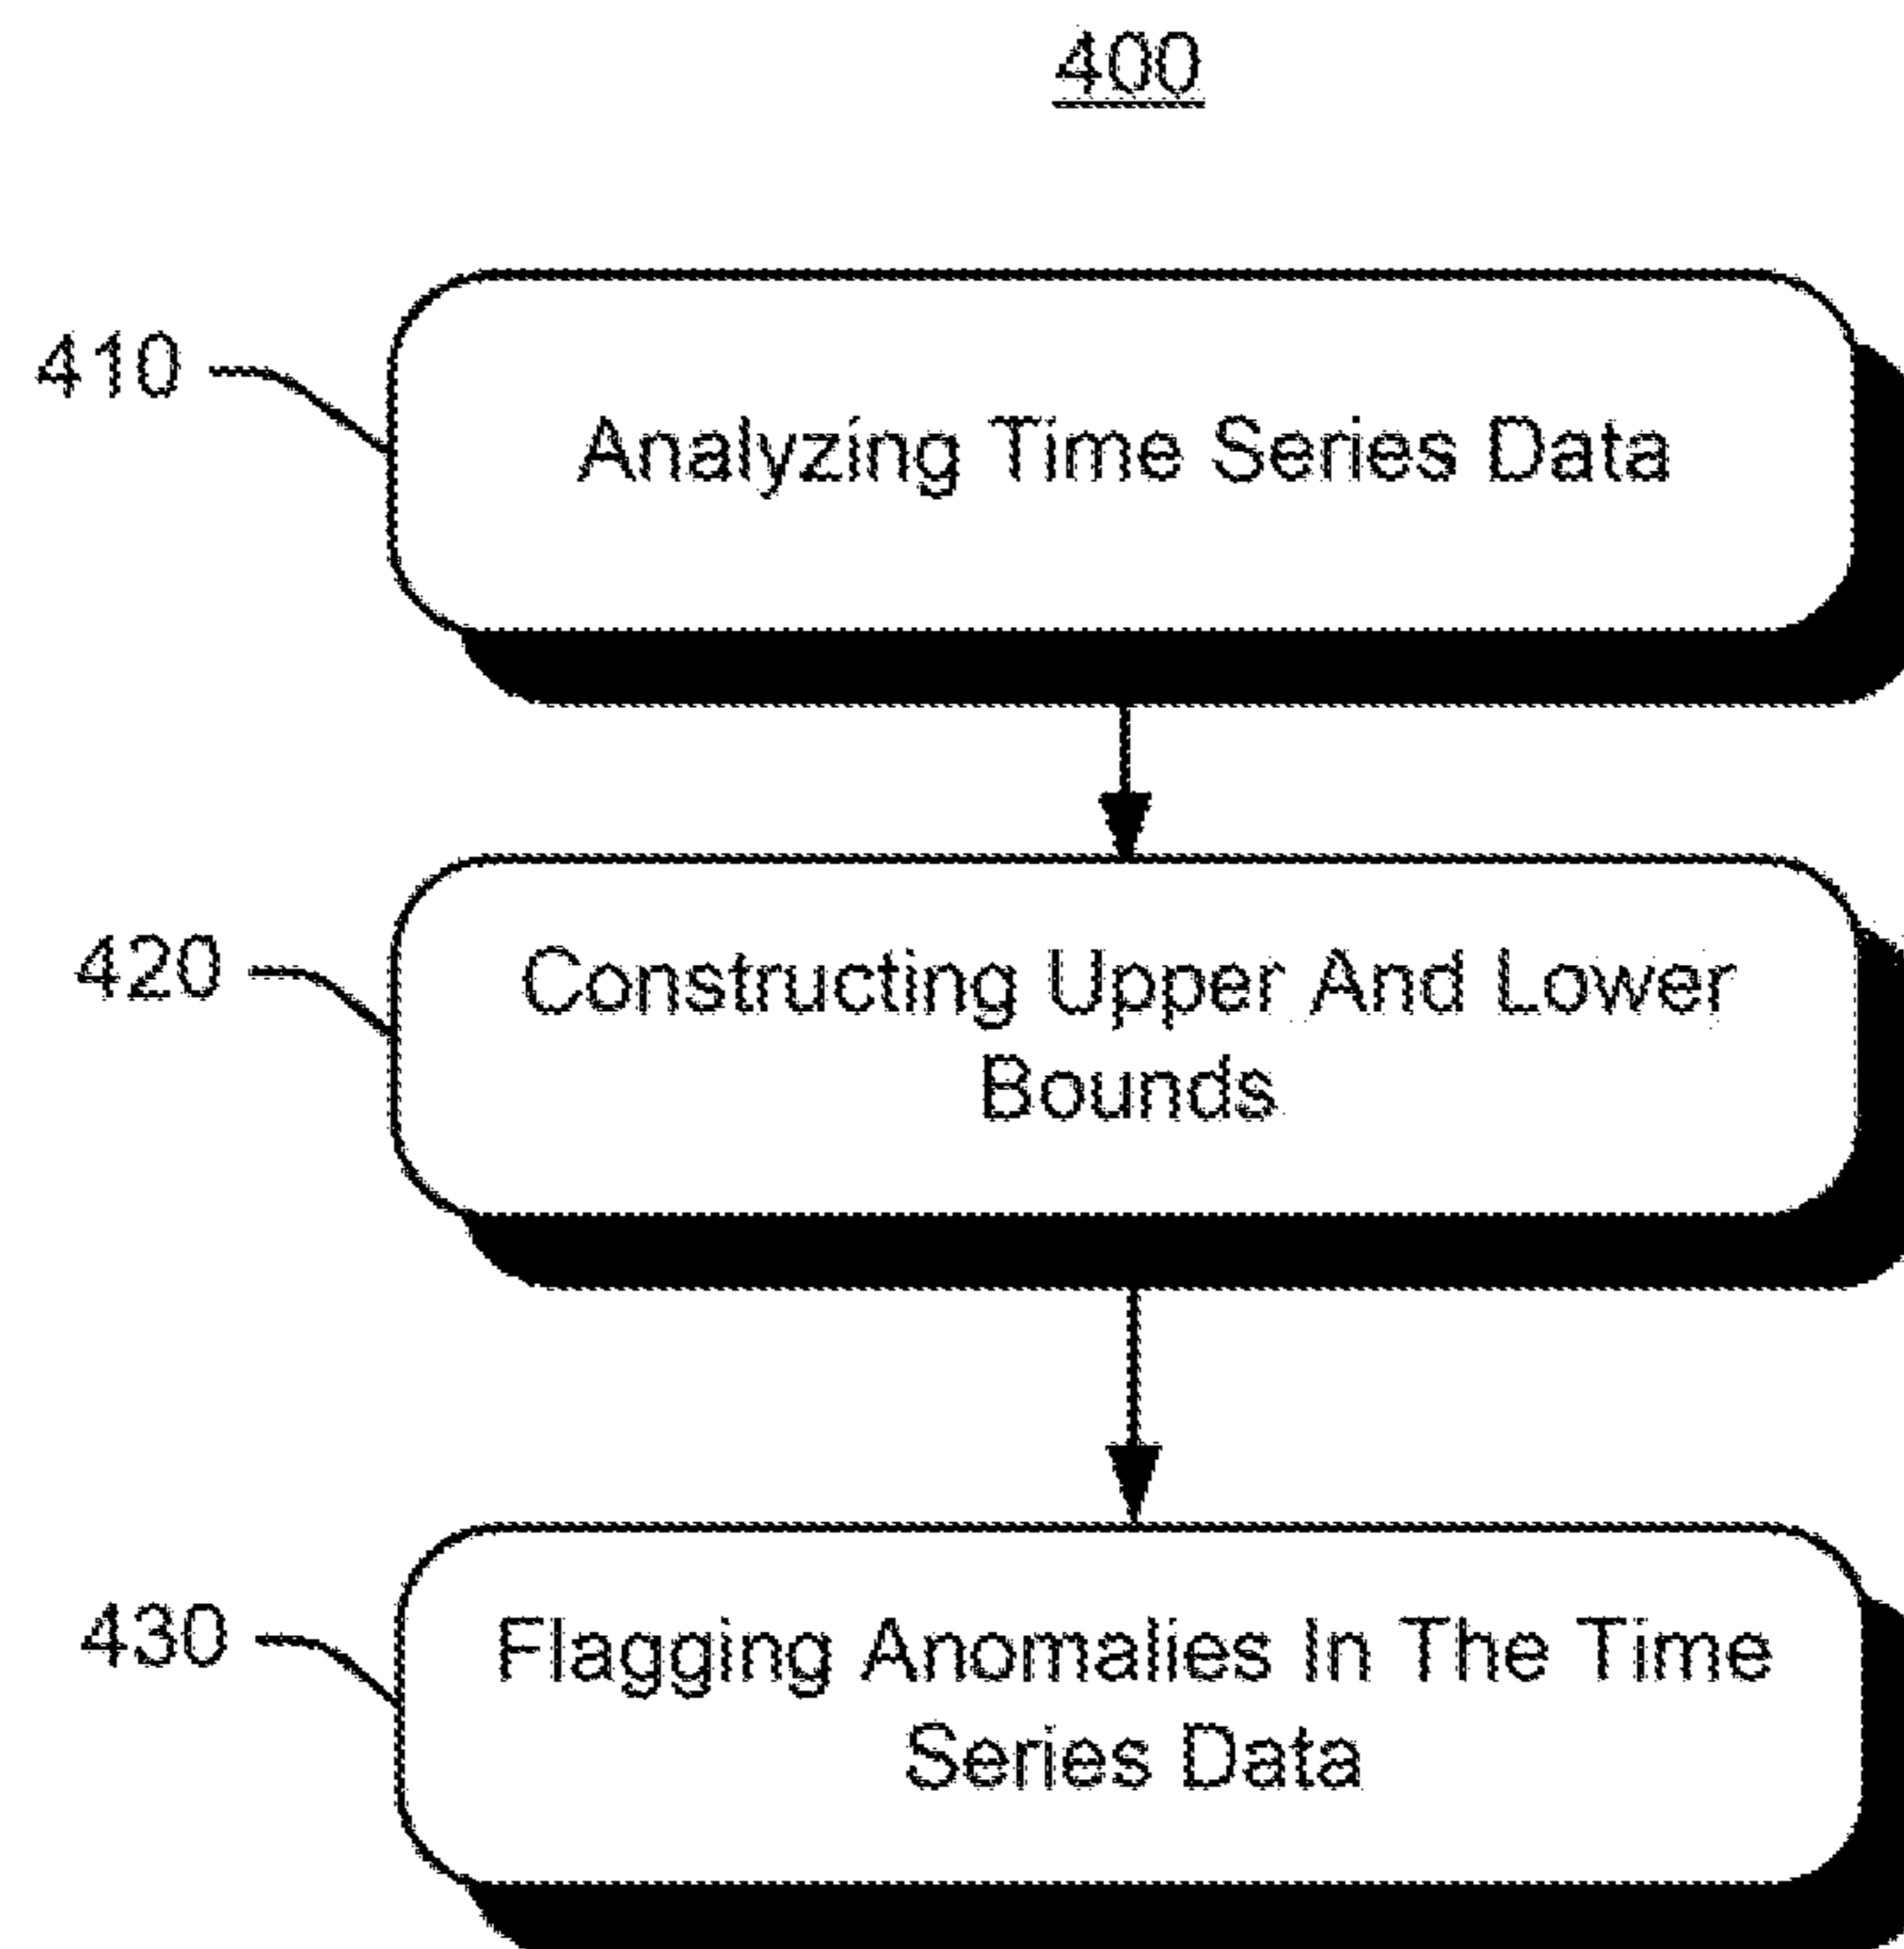 400
410
Analyzing Time Series Data
420
Constructing Upper And Lower
Bounds
430
Flagging Anomalies In The Time
Series Data